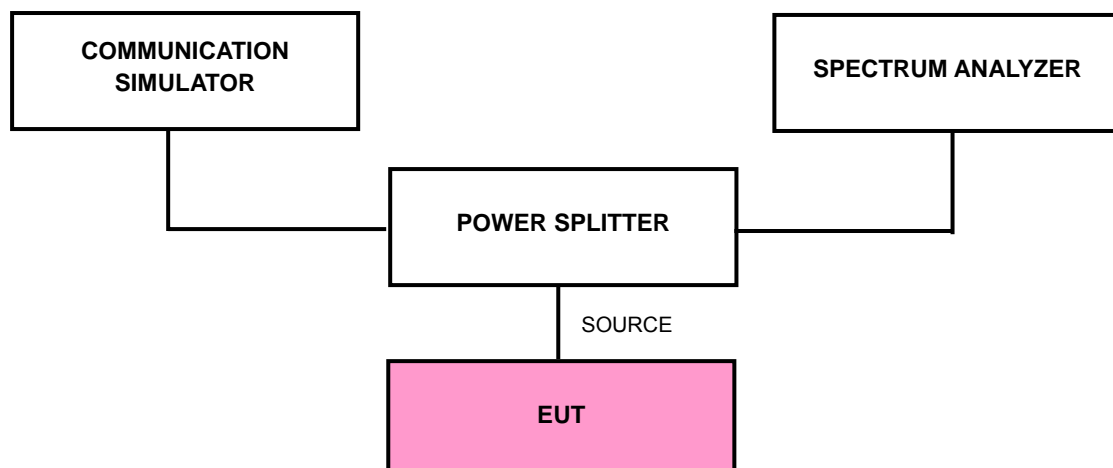 COMMUNICATION
SIMULATOR
SPECTRUM ANALYZER
POWER SPLITTER
SOURCE
EUT